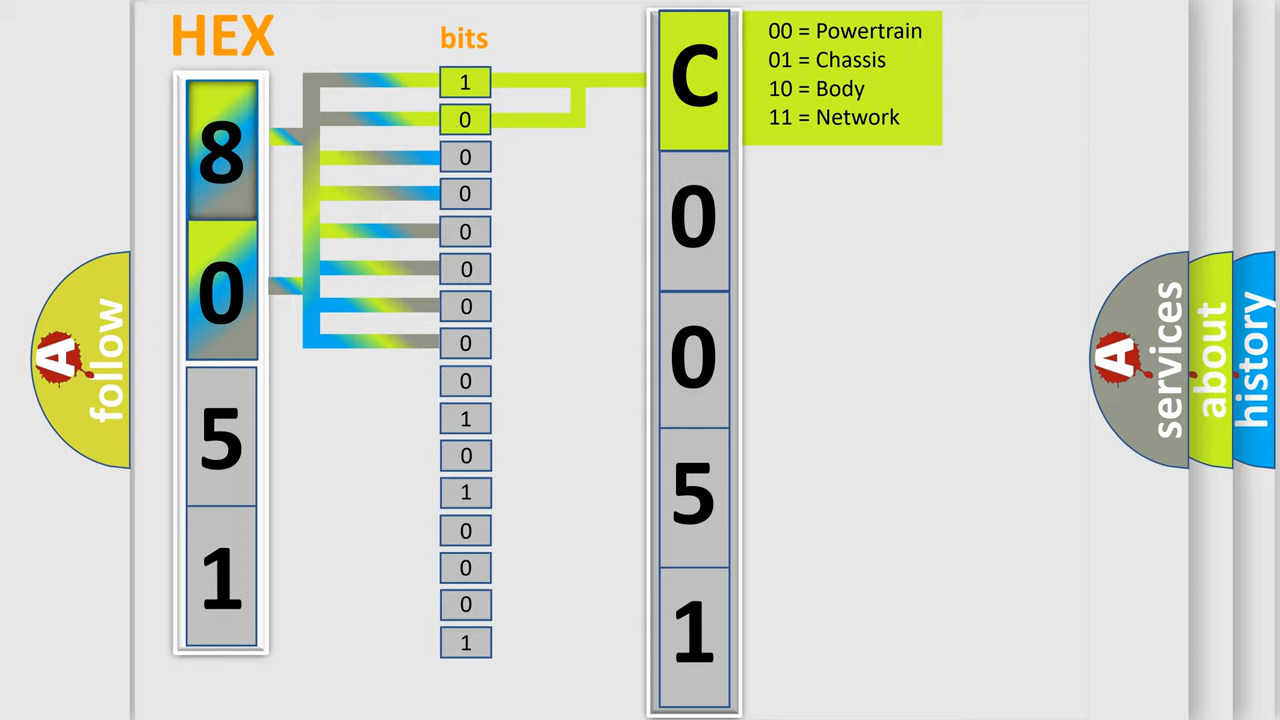 HEX
bits
8
0
5
1
1
0
0
0
0
0
0
0
0
1
0
1
0
0
0
1
C
0
0
5
1
00 = Powertrain
01 = Chassis
10 = Body
11 = Network
A
follow
A
services
about
history